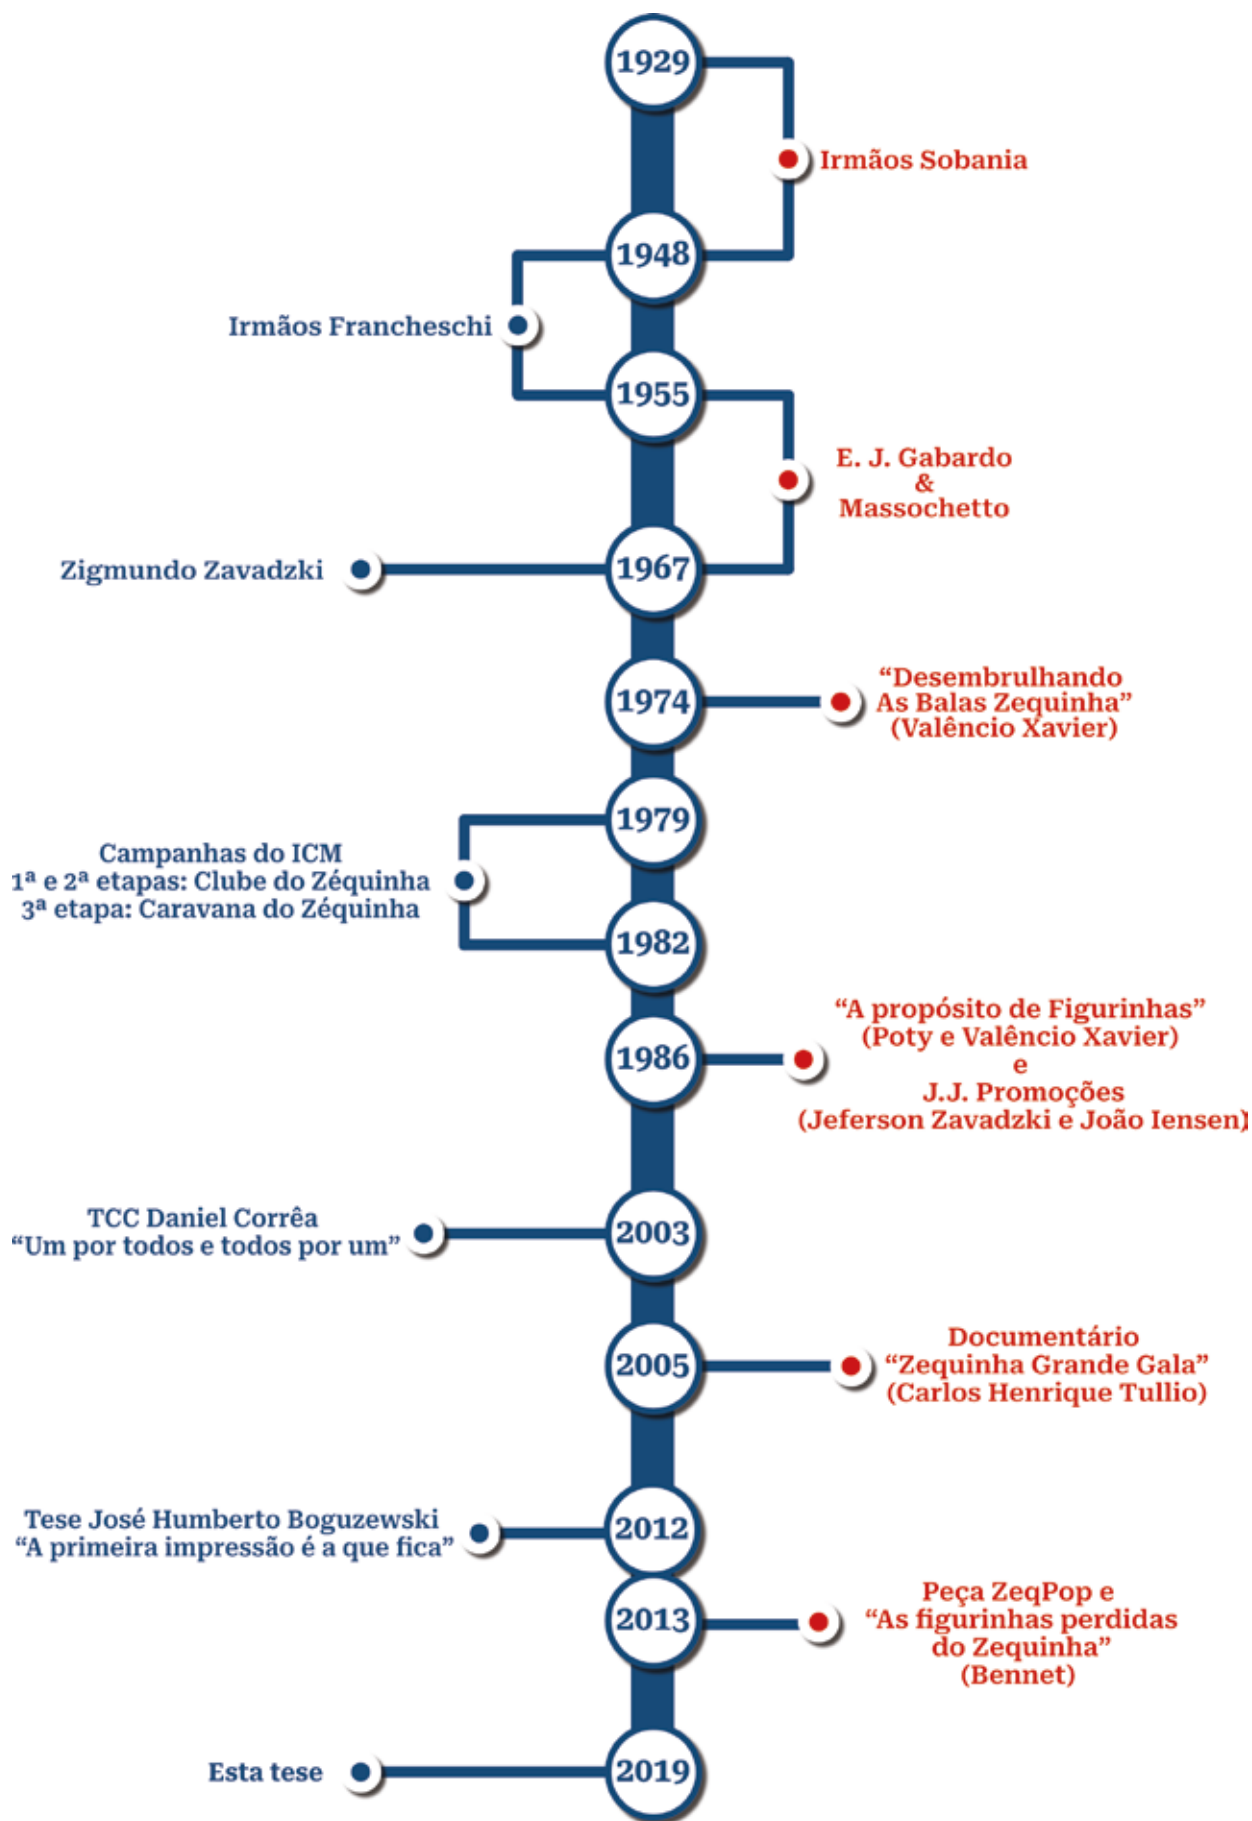 1929
Irmãos Sobania
1948
Irmãos Francheschi
1955
E. J. Gabardo
&
Massochetto
1967
Zigmundo Zavadzki
1974
“Desembrulhando
As Balas Zequinha”
(Valêncio Xavier)
1979
Campanhas do ICM
1ª e 2ª etapas: Clube do Zéquinha
3ª etapa: Caravana do Zéquinha
1982
1986
“A propósito de Figurinhas”
(Poty e Valêncio Xavier)
e
J.J. Promoções
(Jeferson Zavadzki e João Iensen)
2003
TCC Daniel Corrêa
“Um por todos e todos por um”
2005
Documentário
“Zequinha Grande Gala”
(Carlos Henrique Tullio)
2012
Tese José Humberto Boguzewski
“A primeira impressão é a que fica”
2013
Peça ZeqPop e
“As figurinhas perdidas
do Zequinha”
(Bennet)
2019
Esta tese